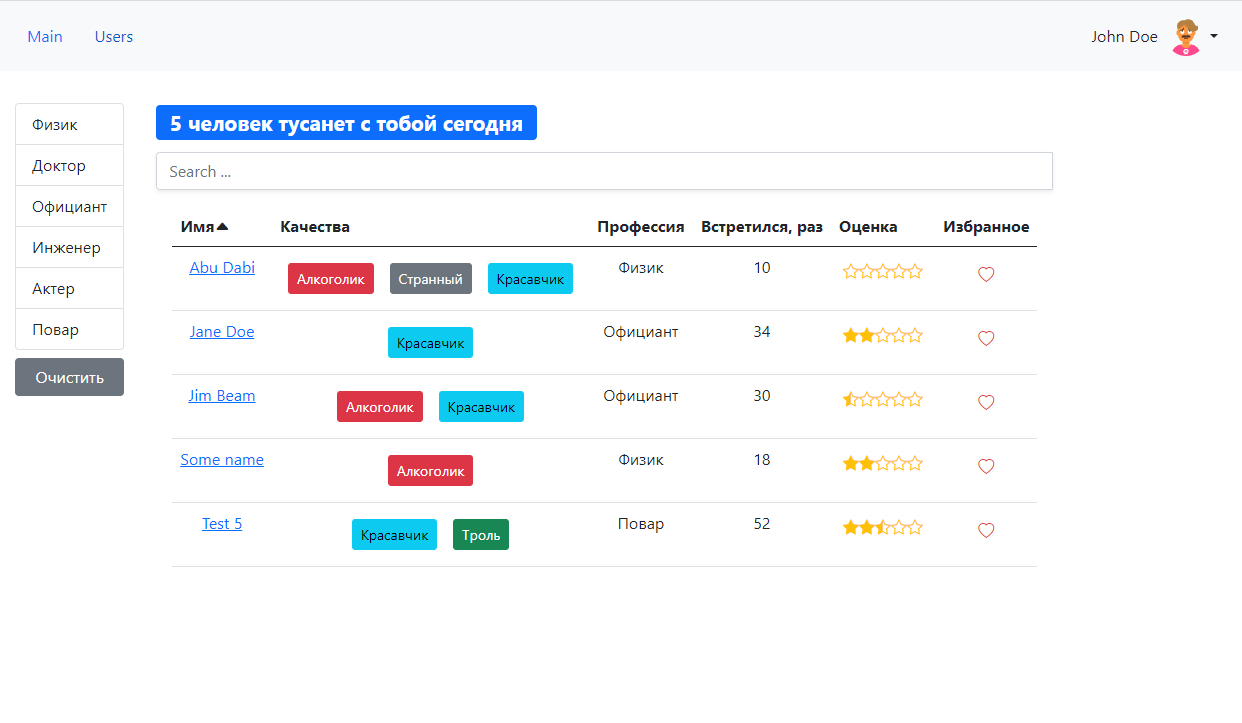 Main Users John Doe
Физик
Доктор
Официант
Инженер
Актер
Повар
Очистить
5 человек тусанет с тобой сегодня
Search ...
Имя Качества Профессия Встретился, раз Оценка Избранное
Abu Dabi Алкоголик Странный Красавчик Физик 10
Jane Doe Красавчик Официант 34
Jim Beam Алкоголик Красавчик Официант 30
Some name Алкоголик Физик 18
Test 5 Красавчик Троль Повар 52